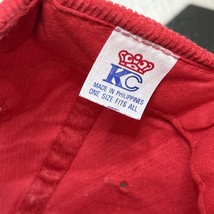 KC
MADE IN PHILIPPINES
ONE SIZE FITS ALL